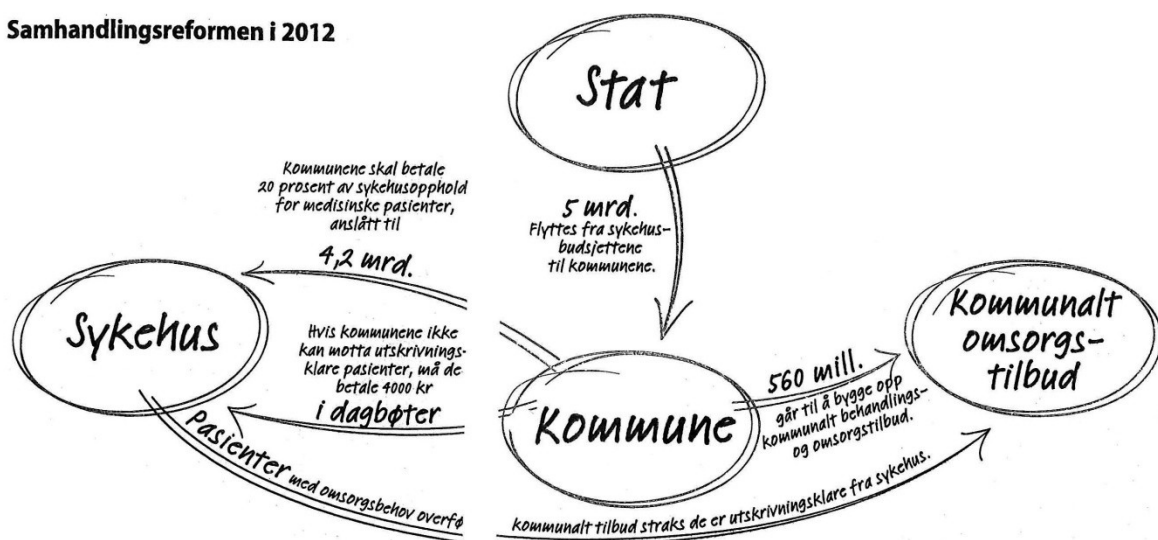 Samhandlingsreformen i 2012
Stat
Kommunene skal betale
20 prosent av sykehusopphold
for medisinske pasienter,
anslått til
4,2 mrd.
5 mrd.
Flyttes fra sykehus-
budsjettene
til kommunene.
Sykehus
Hvis kommunene ikke
kan motta utskrivnings-
klare pasienter, må de
betale 4000 kr
i dagbøter
Kommune
560 mill.
går til å bygge opp
kommunalt behandlings-
og omsorgstilbud.
Kommunalt
omsorgs-
tilbud
Pasienter med omsorgsbehov overfø
kommunalt tilbud straks de er utskrivningsklare fra sykehus.